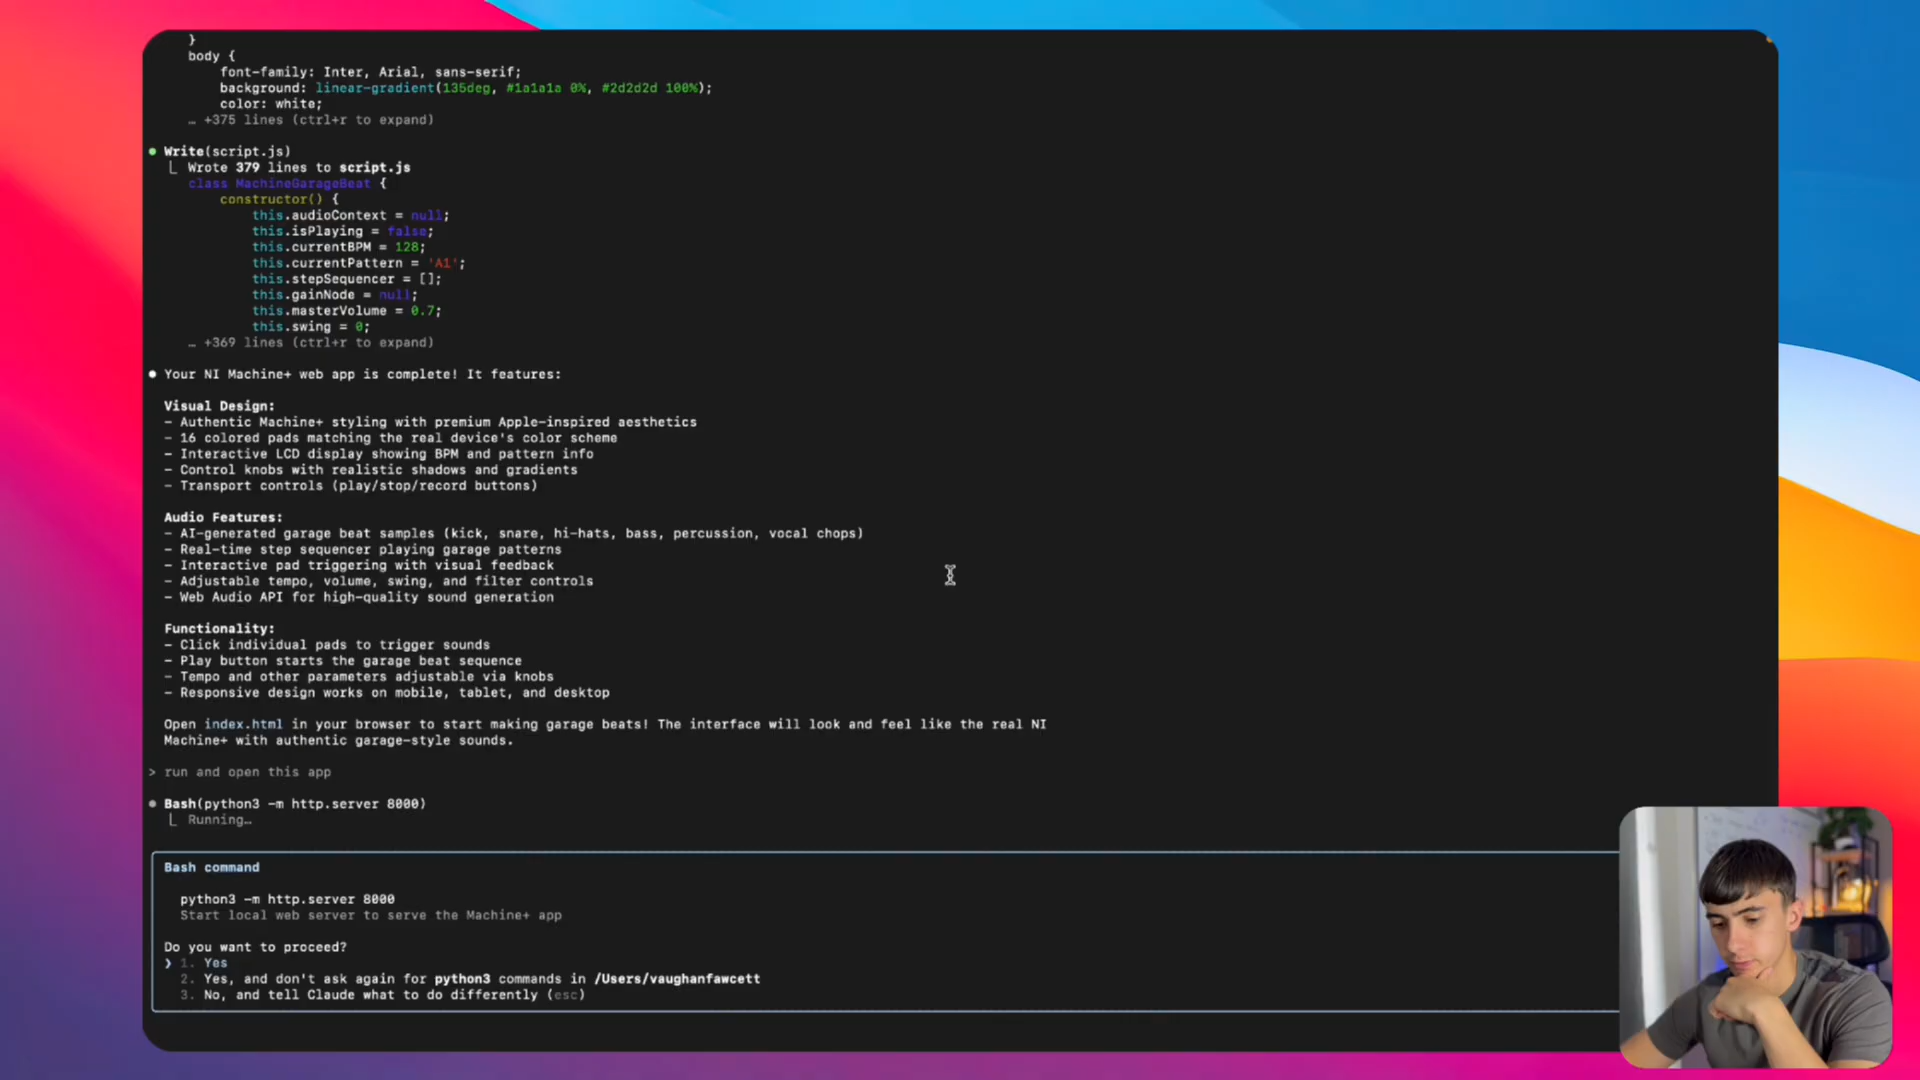 }
body {
font-family: Inter, Arial, sans-serif;
background: linear-gradient(135deg, #1a1a1a 0%, #2d2d2d 100%);
color: white;
… +375 lines (ctrl+r to expand)
● Write(script.js)
⎿ Wrote 379 lines to script.js
class MachineGarageBeat {
constructor() {
this.audioContext = null;
this.isPlaying = false;
this.currentBPM = 128;
this.currentPattern = 'A1';
this.stepSequencer = [];
this.gainNode = null;
this.masterVolume = 0.7;
this.swing = 0;
… +369 lines (ctrl+r to expand)
● Your NI Machine+ web app is complete! It features:
Visual Design:
- Authentic Machine+ styling with premium Apple-inspired aesthetics
- 16 colored pads matching the real device's color scheme
- Interactive LCD display showing BPM and pattern info
- Control knobs with realistic shadows and gradients
- Transport controls (play/stop/record buttons)
Audio Features:
- AI-generated garage beat samples (kick, snare, hi-hats, bass, percussion, vocal chops)
- Real-time step sequencer playing garage patterns
- Interactive pad triggering with visual feedback
- Adjustable tempo, volume, swing, and filter controls
- Web Audio API for high-quality sound generation
Functionality:
- Click individual pads to trigger sounds
- Play button starts the garage beat sequence
- Tempo and other parameters adjustable via knobs
- Responsive design works on mobile, tablet, and desktop
Open index.html in your browser to start making garage beats! The interface will look and feel like the real NI
Machine+ with authentic garage-style sounds.
> run and open this app
● Bash(python3 -m http.server 8000)
⎿ Running…
Bash command
python3 -m http.server 8000
Start local web server to serve the Machine+ app
Do you want to proceed?
❯ 1. Yes
2. Yes, and don't ask again for python3 commands in /Users/vaughanfawcett
3. No, and tell Claude what to do differently (esc)